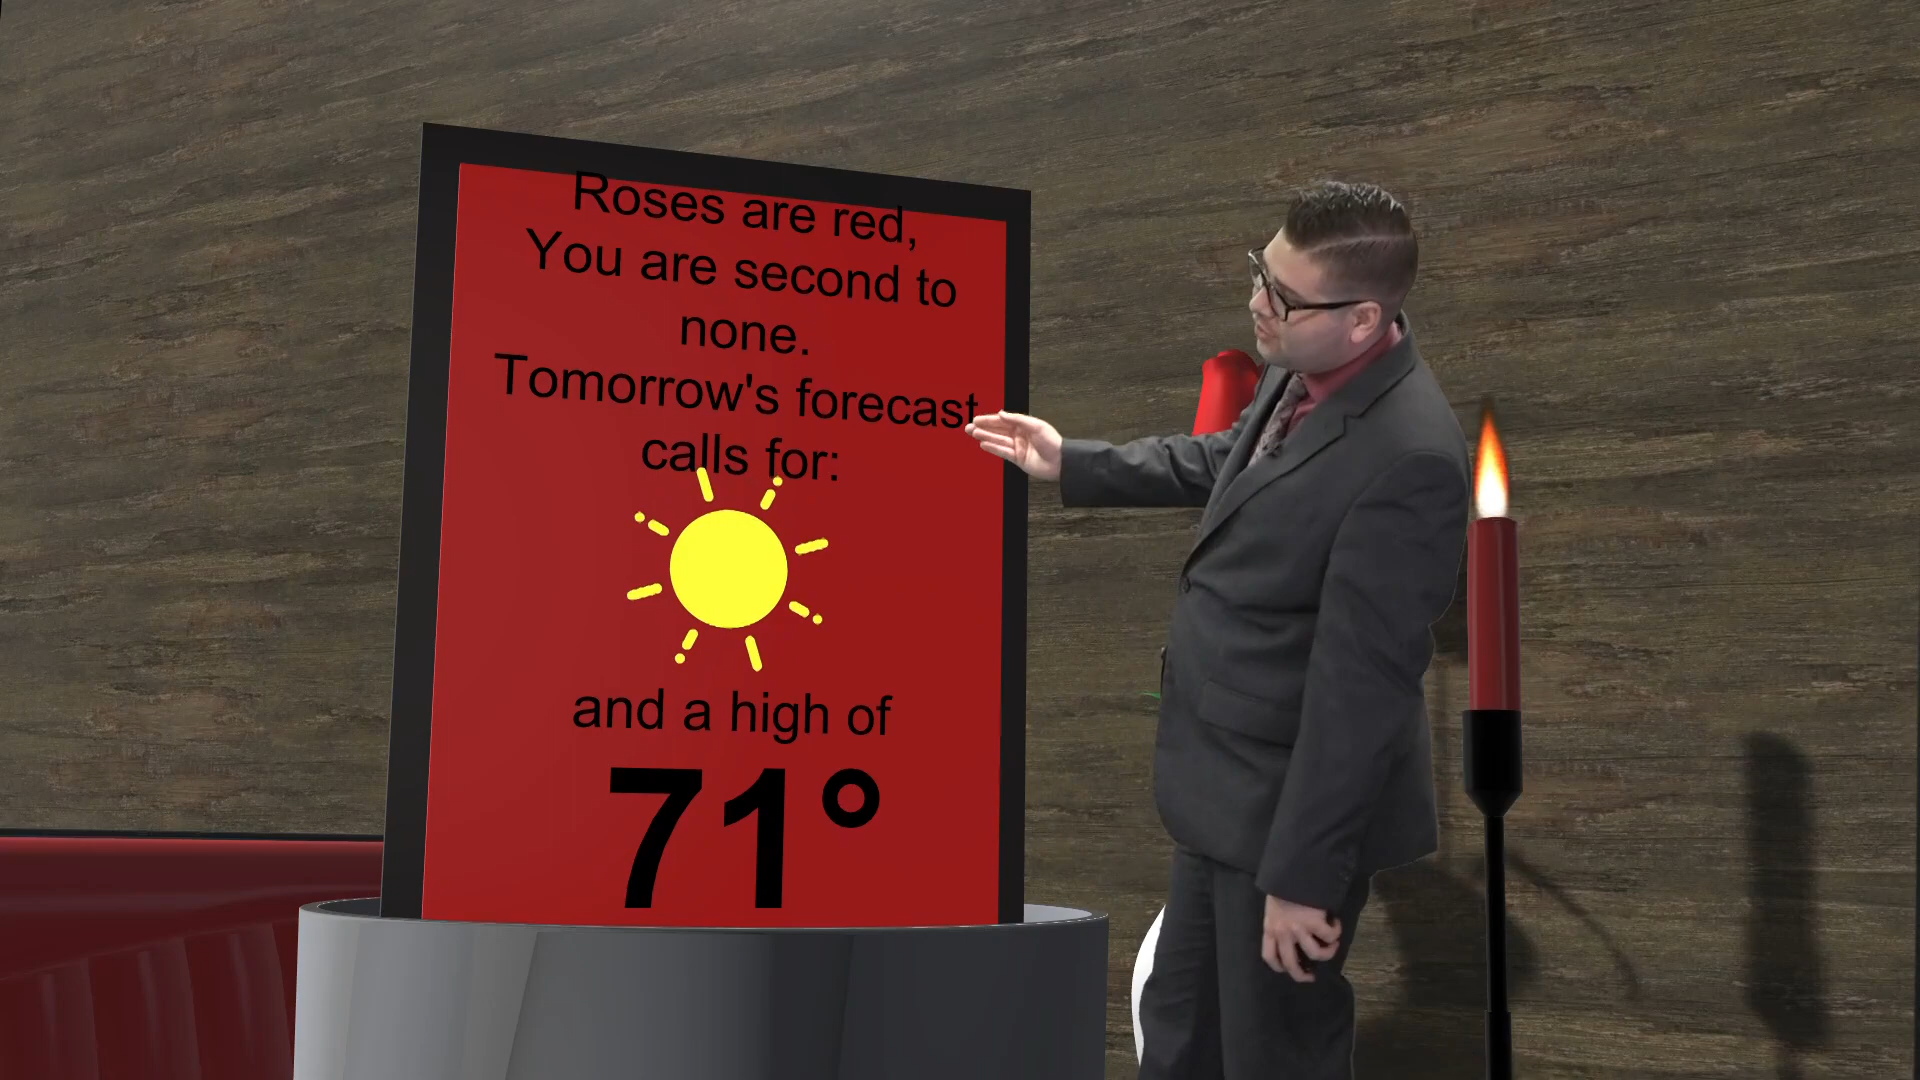 Roses are red,
You are second to
none.
Tomorrow's forecast
calls for:
and a high of
71°